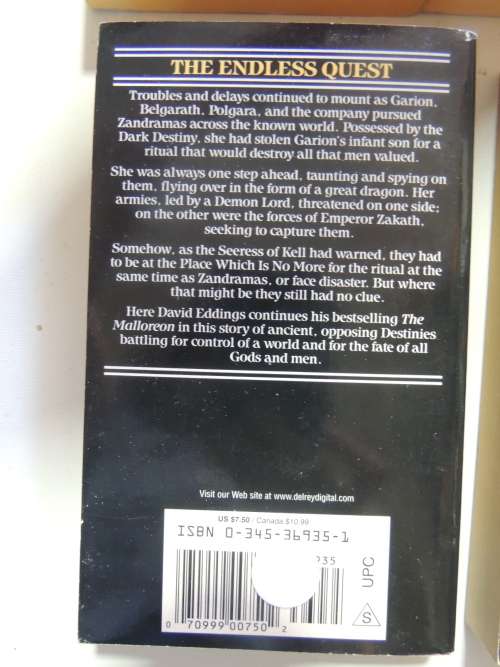 THE ENDLESS QUEST
Troubles and delays continued to mount as Garion,
Belgarath, Polgara, and the company pursued
Zandramas across the known world. Possessed by the
Dark Destiny, she had stolen Garion's infant son for a
ritual that would destroy all that men valued.
She was always one step ahead, taunting and spying on
them, flying over in the form of a great dragon. Her
armies, led by a Demon Lord, threatened on one side;
on the other were the forces of Emperor Zakath,
seeking to capture them.
Somehow, as the Seeress of Kell had warned, they had
to be at the Place Which Is No More for the ritual at the
same time as Zandramas, or face disaster. But where
that might be they still had no clue.
Here David Eddings continues his bestselling The
Malloreon in this story of ancient, opposing Destinies
battling for control of a world and for the fate of all
Gods and men.
Visit our Web site at www.delreydigital.com
US $7.50 / Canada $10.99
ISBN 0-345-36935-1
935
0 70999 00750 2
UPC
S